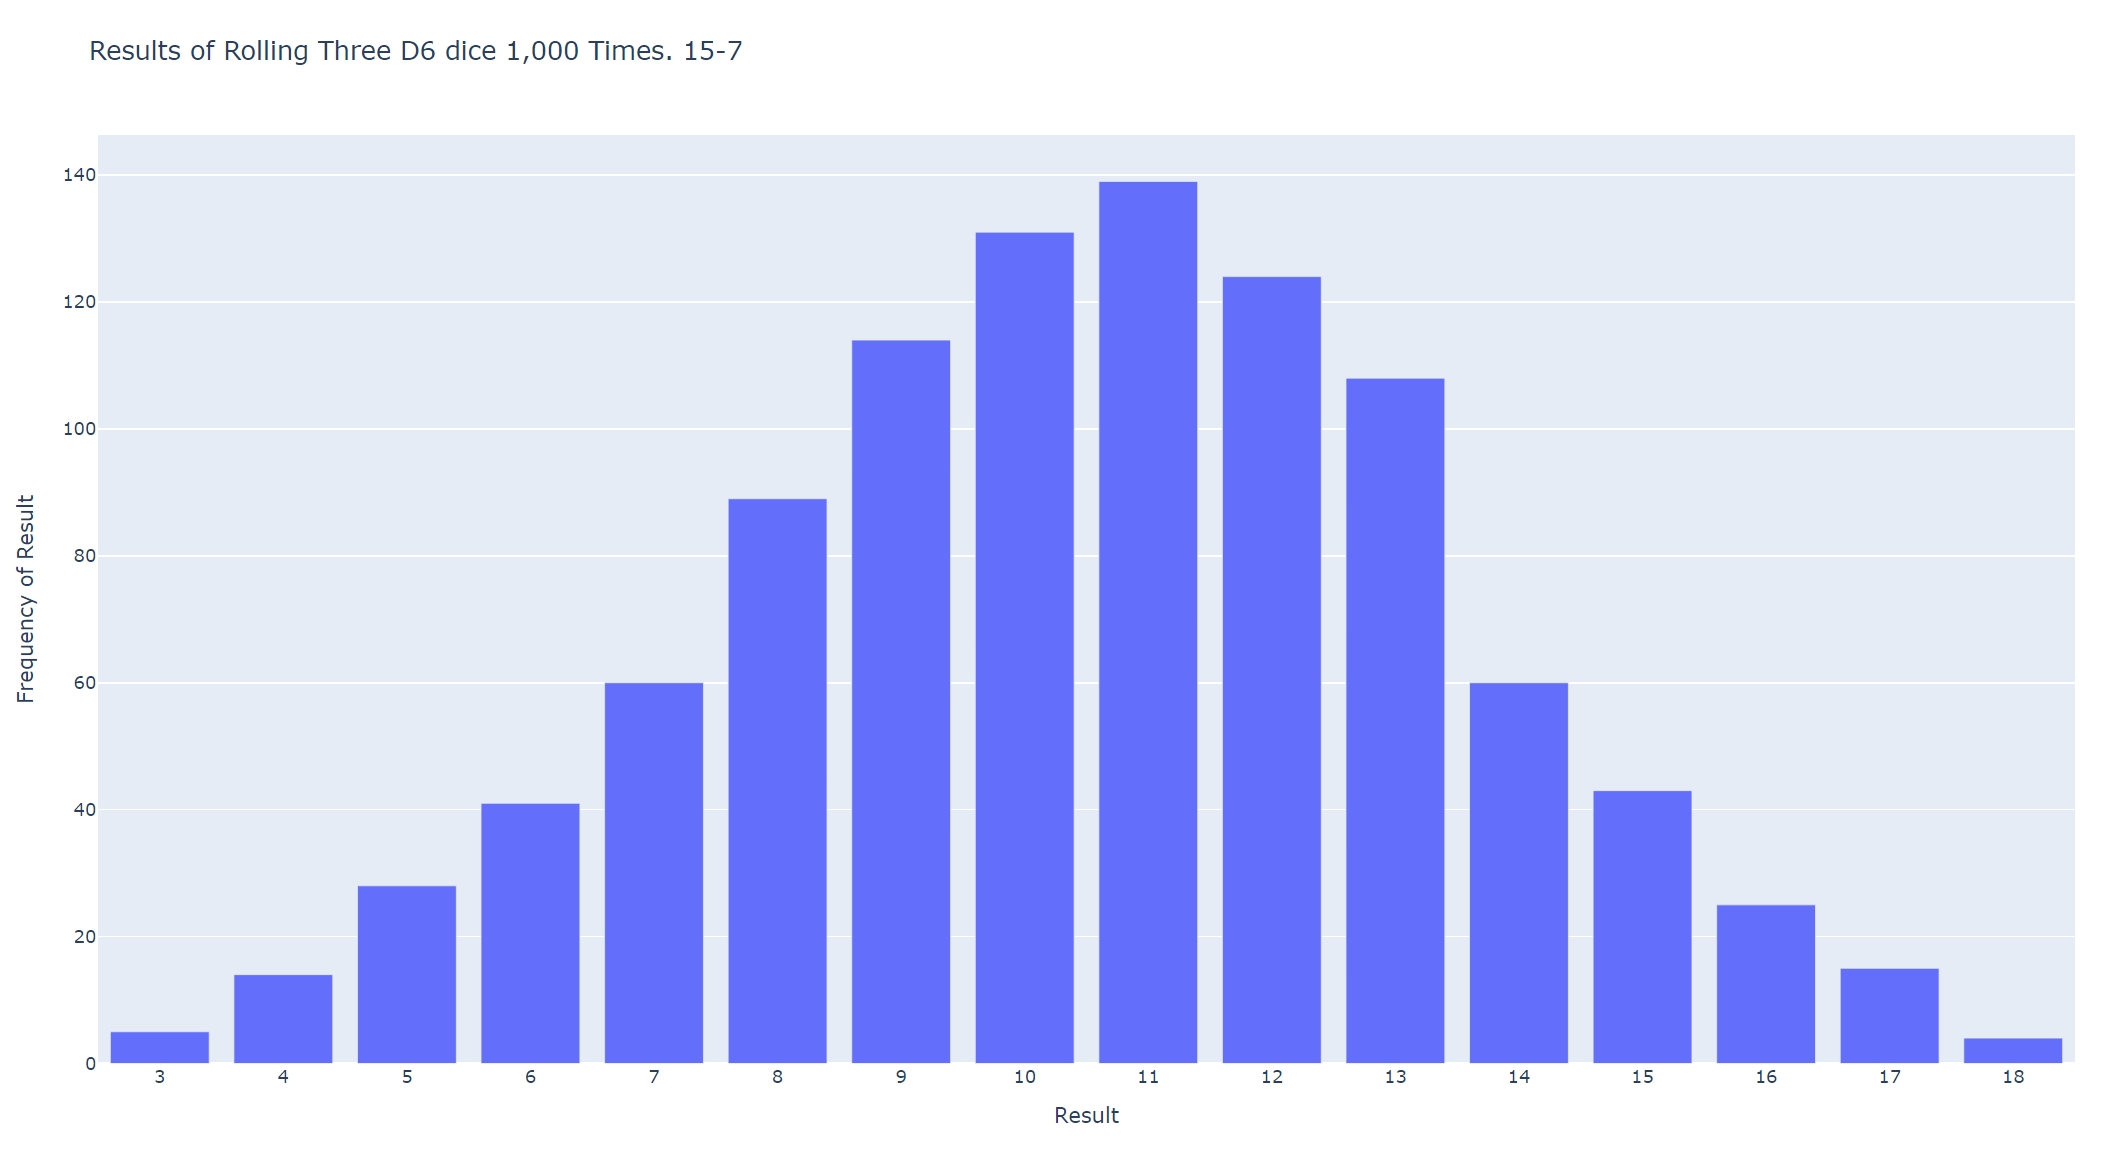 Results of Rolling Three D6 dice 1,000 Times. 15-7
140
120
100
80
60
40
20
0
Frequency of Result
3 4 5 6 7 8 9 10 11 12 13 14 15 16 17 18
Result